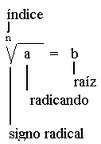 índice
n
√a = b
raíz
radicando
signo radical